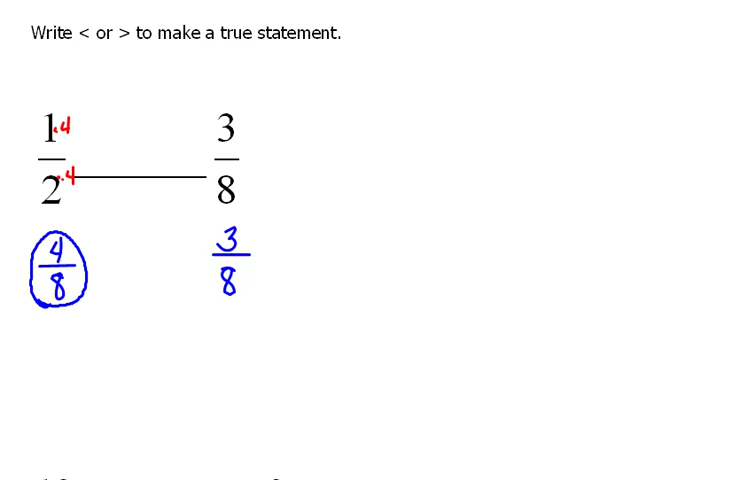 Write < or > to make a true statement.
1·4 3
2·4 8
4 3
8 8